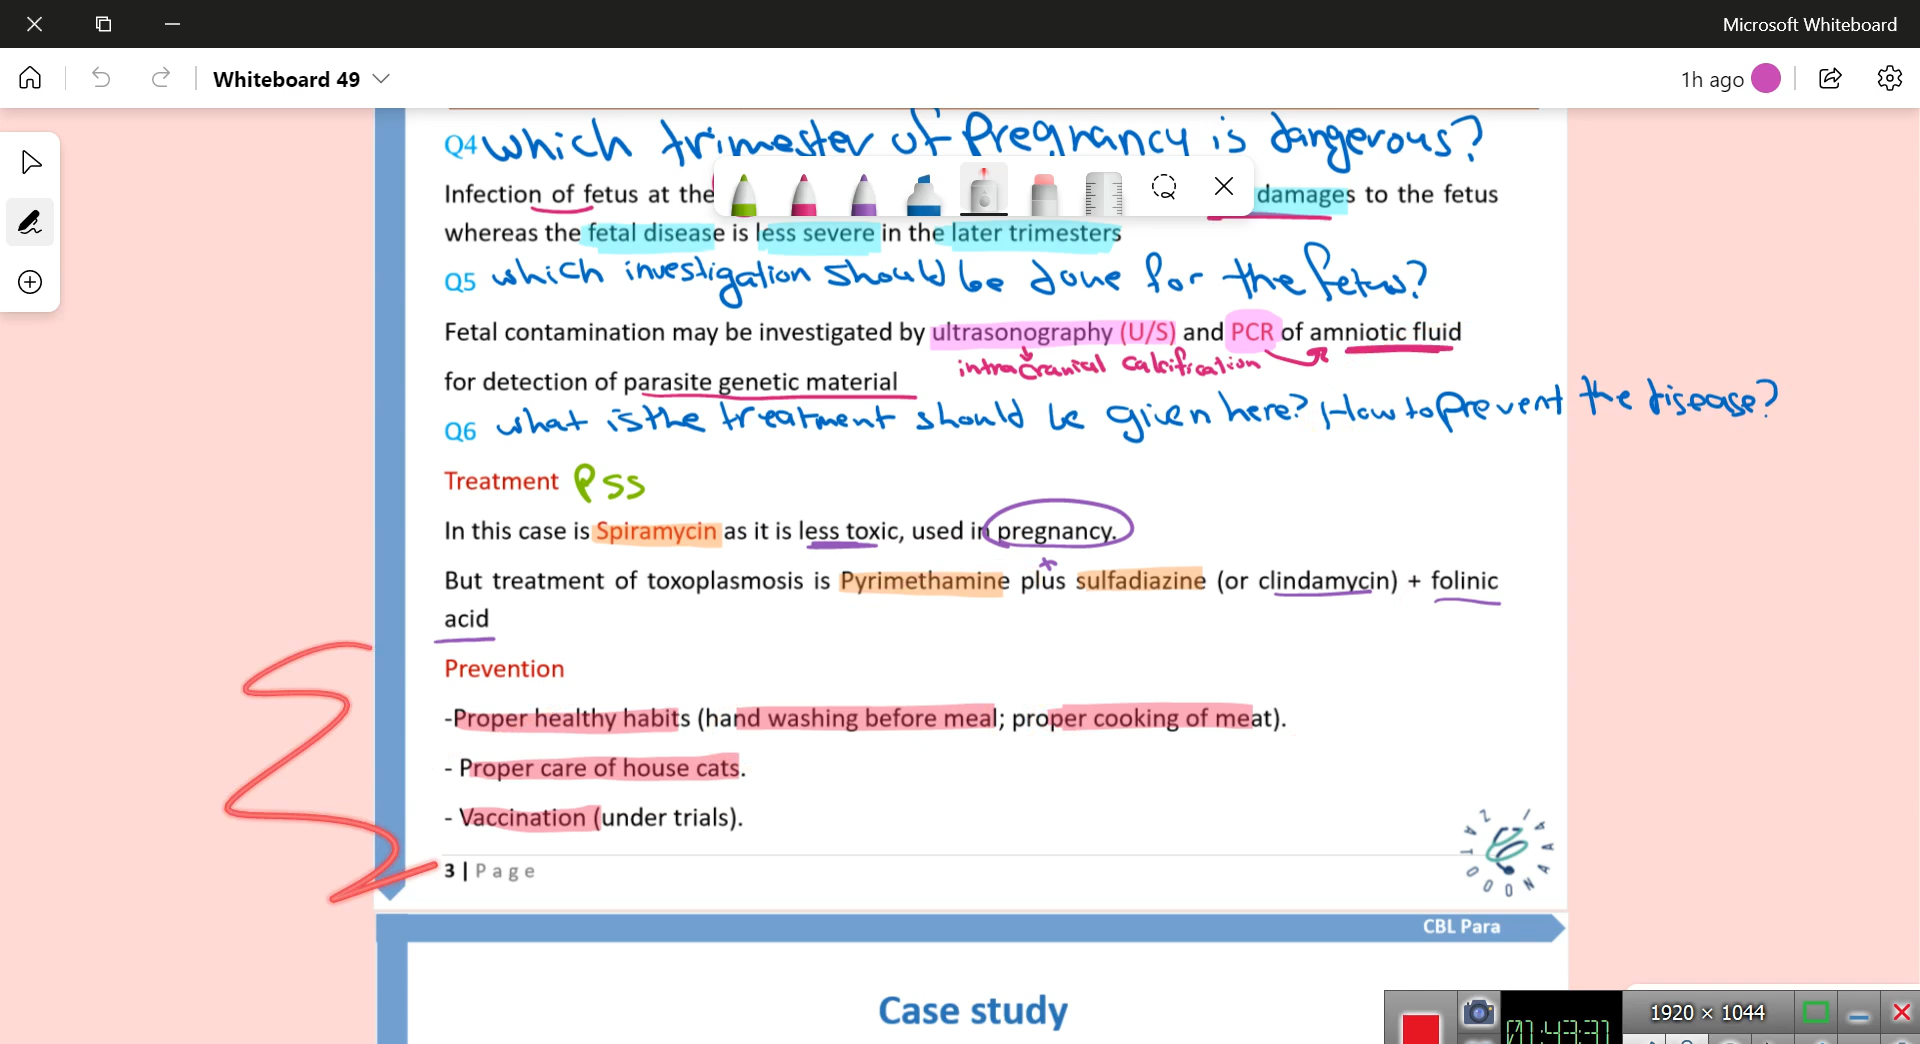 Microsoft Whiteboard
Whiteboard 49
1h ago
Q4 which trimester of Pregnancy is dangerous?
Infection of fetus at the damages to the fetus
whereas the fetal disease is less severe in the later trimesters
Q5 which investigation should be done for the fetus?
Fetal contamination may be investigated by ultrasonography (U/S) and PCR of amniotic fluid
intracranial calcification
for detection of parasite genetic material
Q6 what is the treatment should be given here? How to prevent the disease?
Treatment PSS
In this case is Spiramycin as it is less toxic, used in pregnancy.
But treatment of toxoplasmosis is Pyrimethamine plus sulfadiazine (or clindamycin) + folinic
acid
Prevention
-Proper healthy habits (hand washing before meal; proper cooking of meat).
- Proper care of house cats.
- Vaccination (under trials).
3 | Page
CBL Para
Case study
1920 × 1044
01:43:31